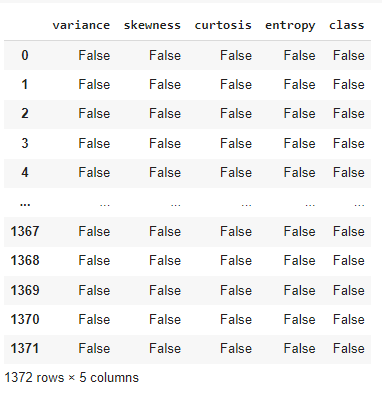 variance skewness curtosis entropy class
0 False False False False False
1 False False False False False
2 False False False False False
3 False False False False False
4 False False False False False
... ... ... ... ... ...
1367 False False False False False
1368 False False False False False
1369 False False False False False
1370 False False False False False
1371 False False False False False
1372 rows × 5 columns